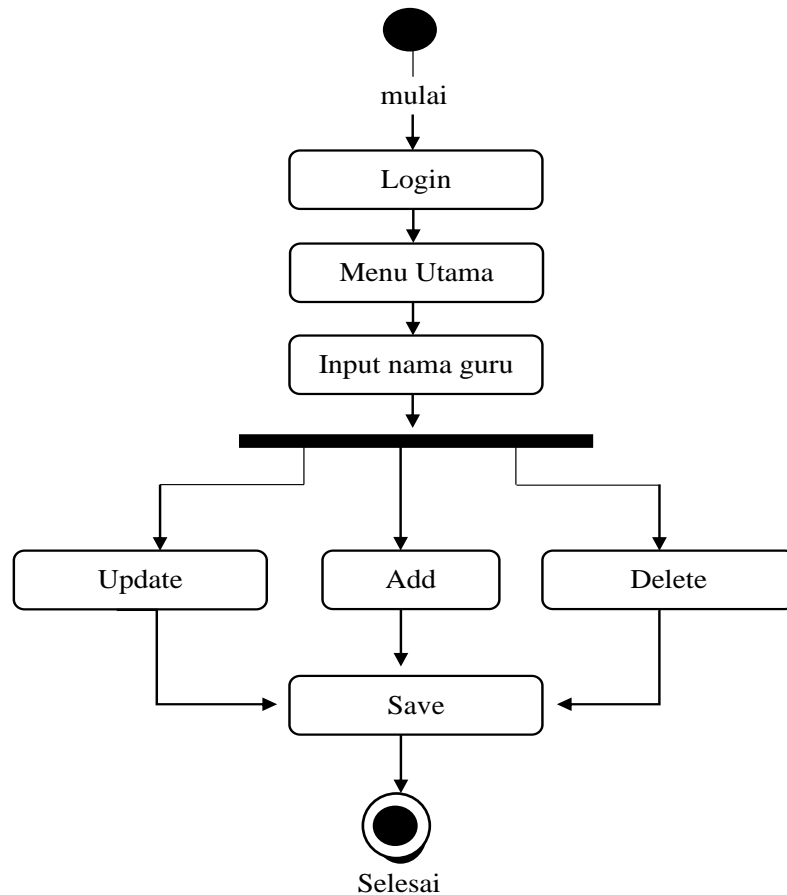 mulai
Login
Menu Utama
Input nama guru
Update
Add
Delete
Save
Selesai